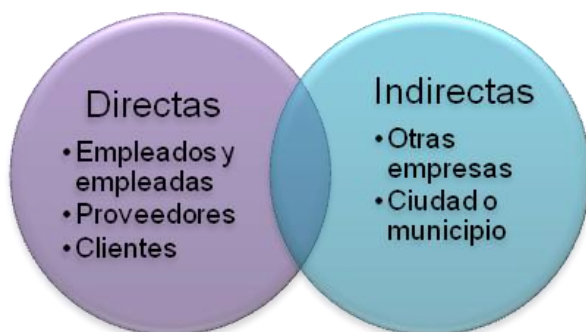 Directas
• Empleados y
empleadas
• Proveedores
• Clientes
Indirectas
• Otras
empresas
• Ciudad o
municipio